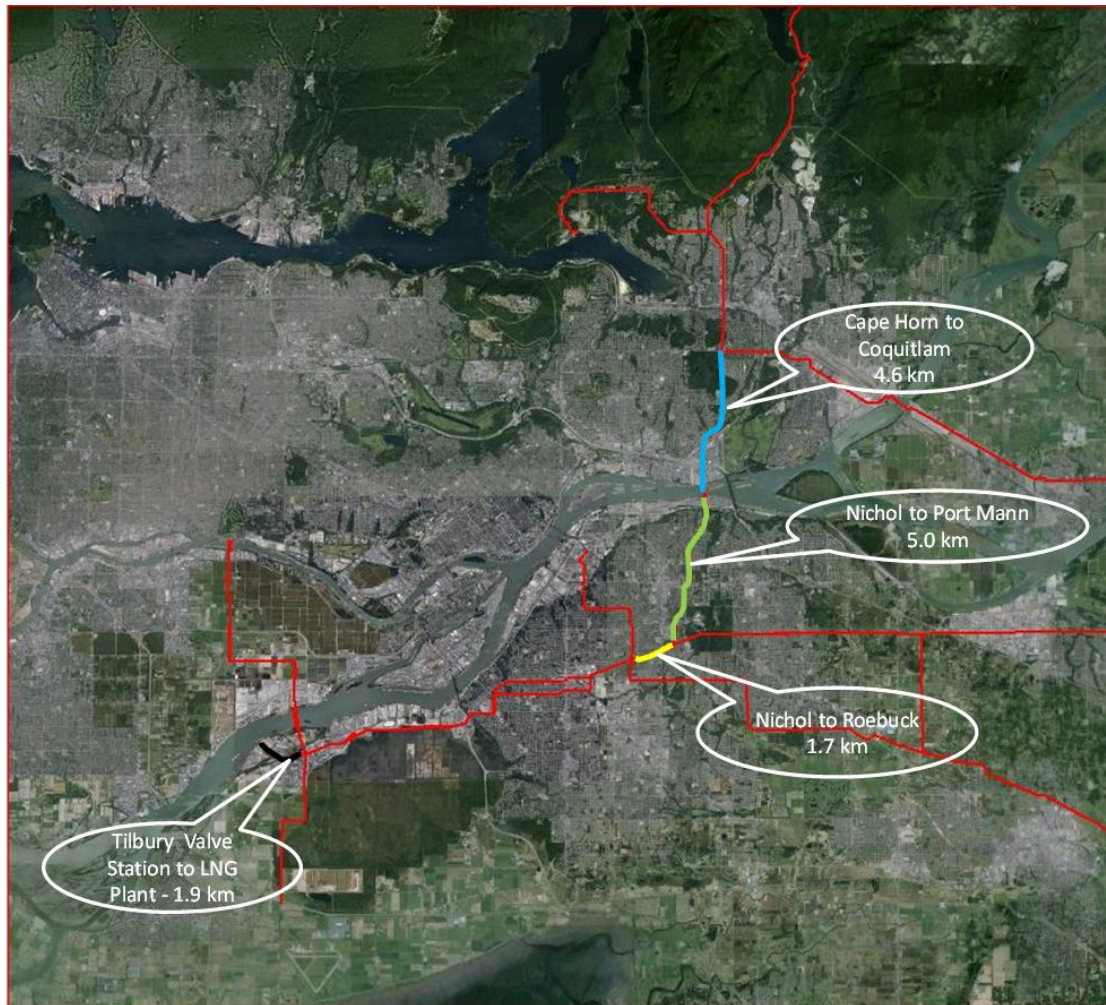 Cape Horn to
Coquitlam
4.6 km
Nichol to Port Mann
5.0 km
Nichol to Roebuck
1.7 km
Tilbury Valve
Station to LNG
Plant - 1.9 km